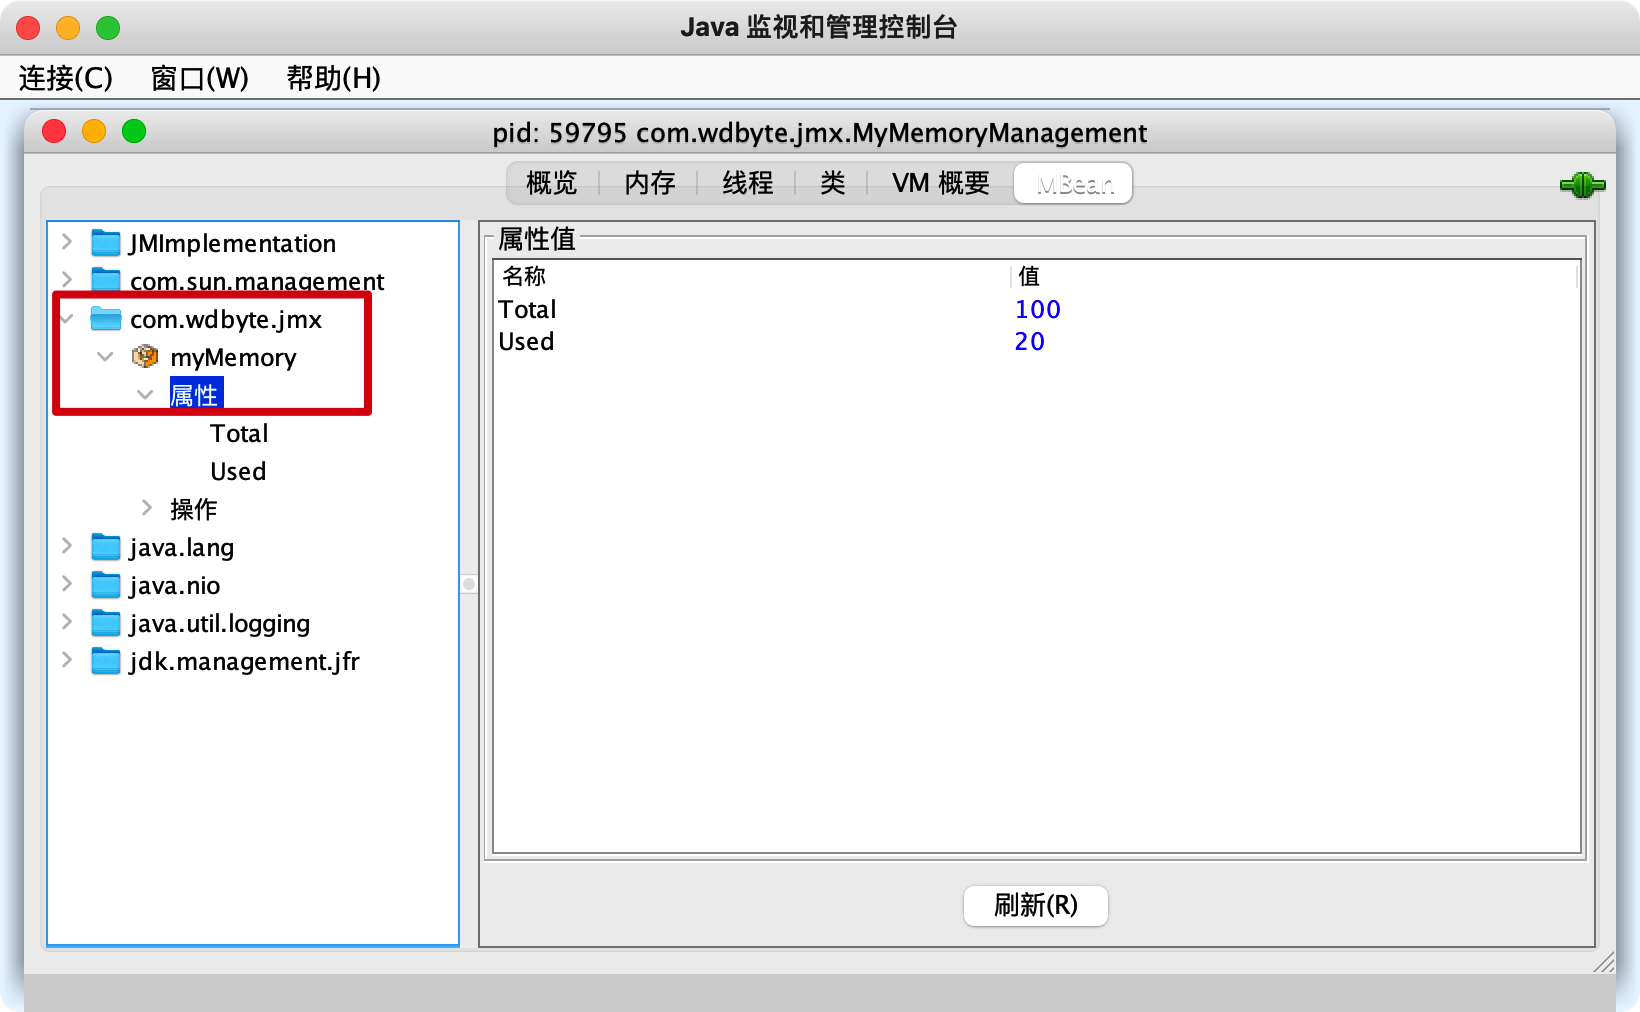 Java 监视和管理控制台
连接(C) 窗口(W) 帮助(H)
pid: 59795 com.wdbyte.jmx.MyMemoryManagement
概览 内存 线程 类 VM 概要 MBean
JMImplementation
com.sun.management
com.wdbyte.jmx
myMemory
属性
Total
Used
操作
java.lang
java.nio
java.util.logging
jdk.management.jfr
属性值
名称 值
Total 100
Used 20
刷新(R)